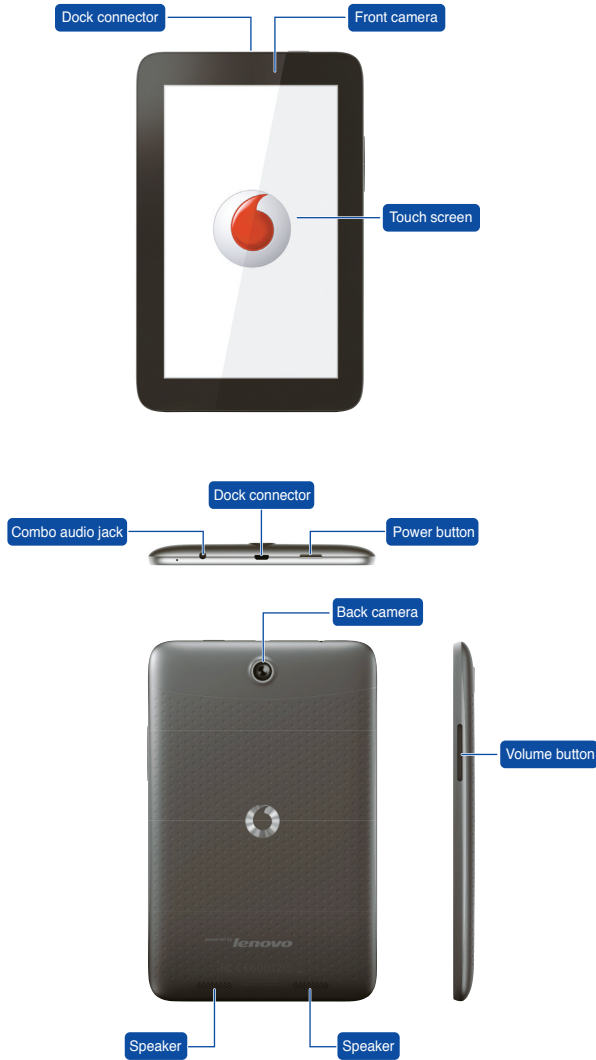 Dock connector
Front camera
Touch screen
Dock connector
Combo audio jack
Power button
Back camera
Volume button
lenovo
Speaker
Speaker